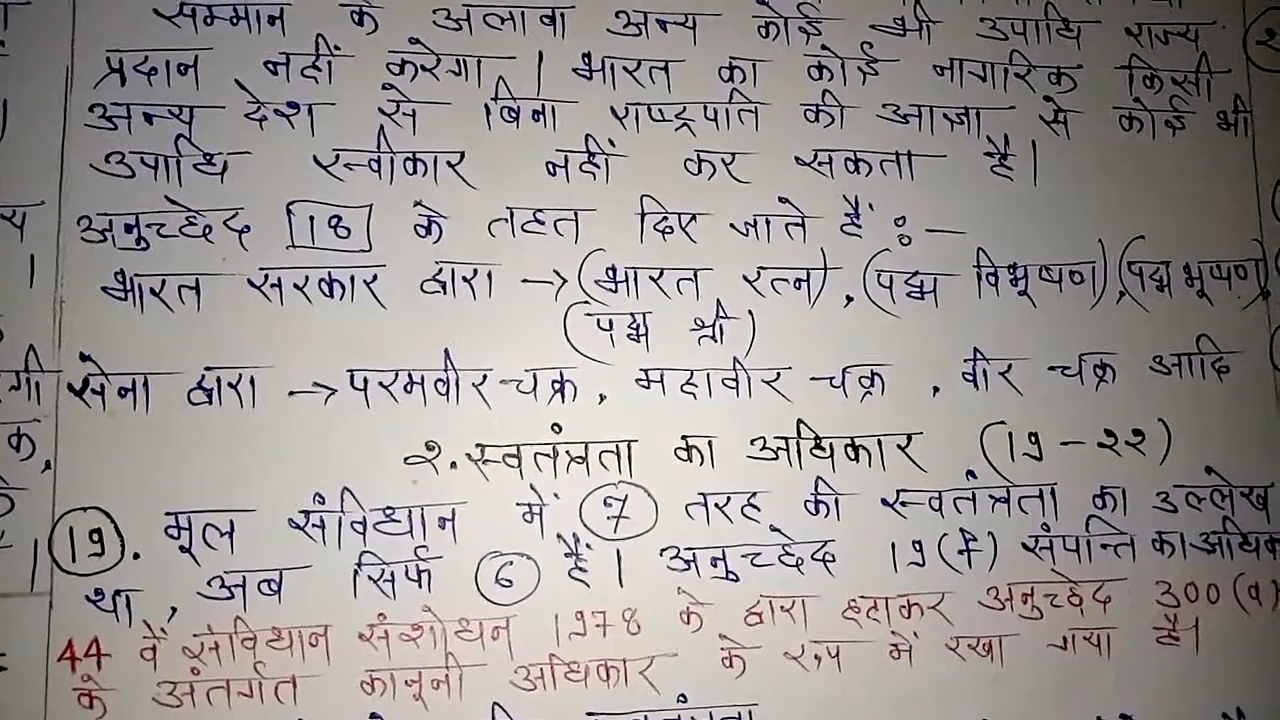 सम्मान के अलावा अन्य कोई भी उपाधि राज्य
प्रदान नहीं करेगा। भारत का कोई नागरिक किसी
अन्य देश से बिना राष्ट्रपति की आज्ञा से कोई भी
उपाधि स्वीकार नहीं कर सकता है।
अनुच्छेद 18 के तहत दिए जाते हैं :—
भारत सरकार द्वारा → (भारत रत्न), (पद्म विभूषण), (पद्म भूषण),
(पद्म श्री)
सेना द्वारा → परमवीर चक्र, महावीर चक्र, वीर चक्र आदि
२. स्वतंत्रता का अधिकार (19 - २२)
19. मूल संविधान में 7 तरह की स्वतंत्रता का उल्लेख
था, अब सिर्फ 6 हैं। अनुच्छेद 19(f) संपत्ति का अधिक
44 वें संविधान संशोधन 1978 के द्वारा हटाकर अनुच्छेद 300(a)
के अंतर्गत कानूनी अधिकार के रूप में रखा गया है।